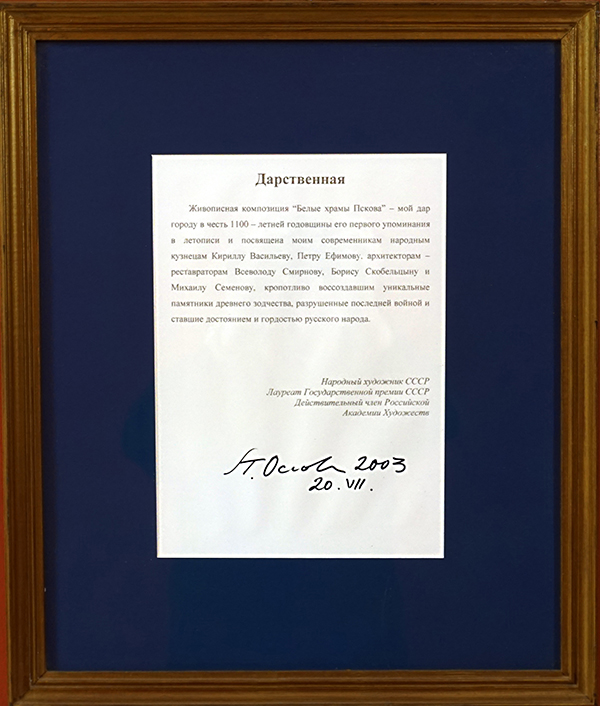 Дарственная
Живописная композиция “Белые храмы Пскова” – мой дар
городу в честь 1100 – летней годовщины его первого упоминания
в летописи и посвящена моим современникам народным
кузнецам Кириллу Васильеву, Петру Ефимову, архитекторам –
реставраторам Всеволоду Смирнову, Борису Скобельцыну и
Михаилу Семенову, кропотливо воссоздавшим уникальные
памятники древнего зодчества, разрушенные последней войной и
ставшие достоянием и гордостью русского народа.
Народный художник СССР
Лауреат Государственной премии СССР
Действительный член Российской
Академии Художеств
2003
20. VII.